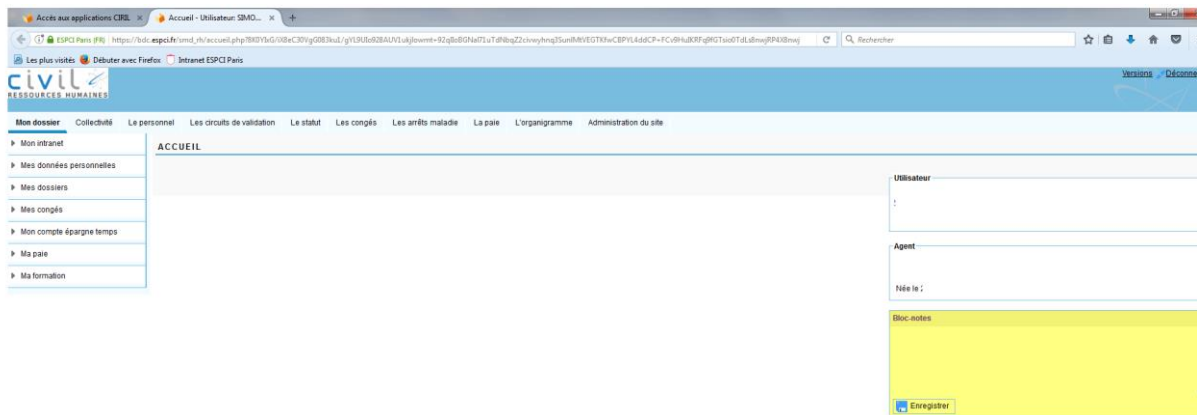 Accés aux applications CIRIL
Accueil - Utilisateur: SIMO...
ESPCI Paris (FR)
Rechercher
Les plus visités Débuter avec Firefox Intranet ESPCI Paris
civil
RESSOURCES HUMAINES
Versions Déconne
Mon dossier Collectivité Le personnel Les circuits de validation Le statut Les congés Les arrêts maladie La paie L'organigramme Administration du site
Mon intranet
Mes données personnelles
Mes dossiers
Mes congés
Mon compte épargne temps
Ma paie
Ma formation
ACCUEIL
Utilisateur
Agent
Née le
Bloc-notes
Enregistrer